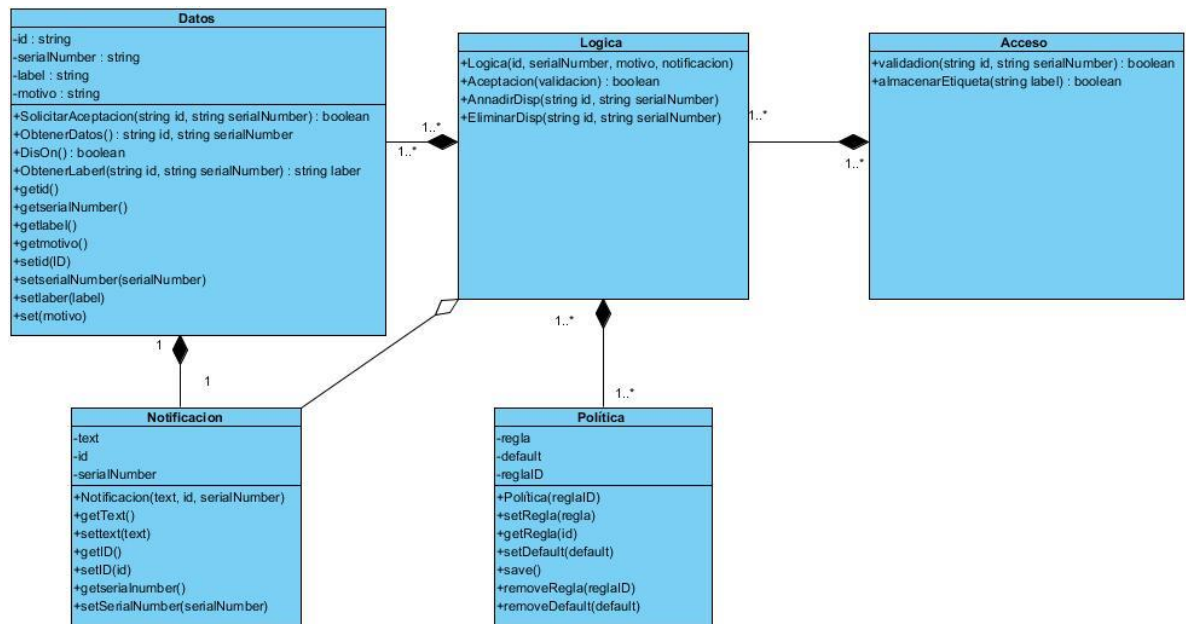 Datos
-id : string
-serialNumber : string
-label : string
-motivo : string
+SolicitarAceptacion(string id, string serialNumber) : boolean
+ObtenerDatos() : string id, string serialNumber
+DisOn() : boolean
+ObtenerLaberl(string id, string serialNumber) : string laber
+getid()
+getserialNumber()
+getlabel()
+getmotivo()
+setid(ID)
+setserialNumber(serialNumber)
+setlaber(label)
+set(motivo)
1..*
1..*
Logica
+Logica(id, serialNumber, motivo, notificacion)
+Aceptacion(validacion) : boolean
+AnnadirDisp(string id, string serialNumber)
+EliminarDisp(string id, string serialNumber)
1..*
1..*
Acceso
+validadion(string id, string serialNumber) : boolean
+almacenarEtiqueta(string label) : boolean
1
1
1..*
1..*
Notificacion
-text
-id
-serialNumber
+Notificacion(text, id, serialNumber)
+getText()
+settext(text)
+getID()
+setID(id)
+getserialnumber()
+setSerialNumber(serialNumber)
Política
-regla
-default
-reglaID
+Política(reglaID)
+setRegla(regla)
+getRegla(id)
+setDefault(default)
+save()
+removeRegla(reglaID)
+removeDefault(default)